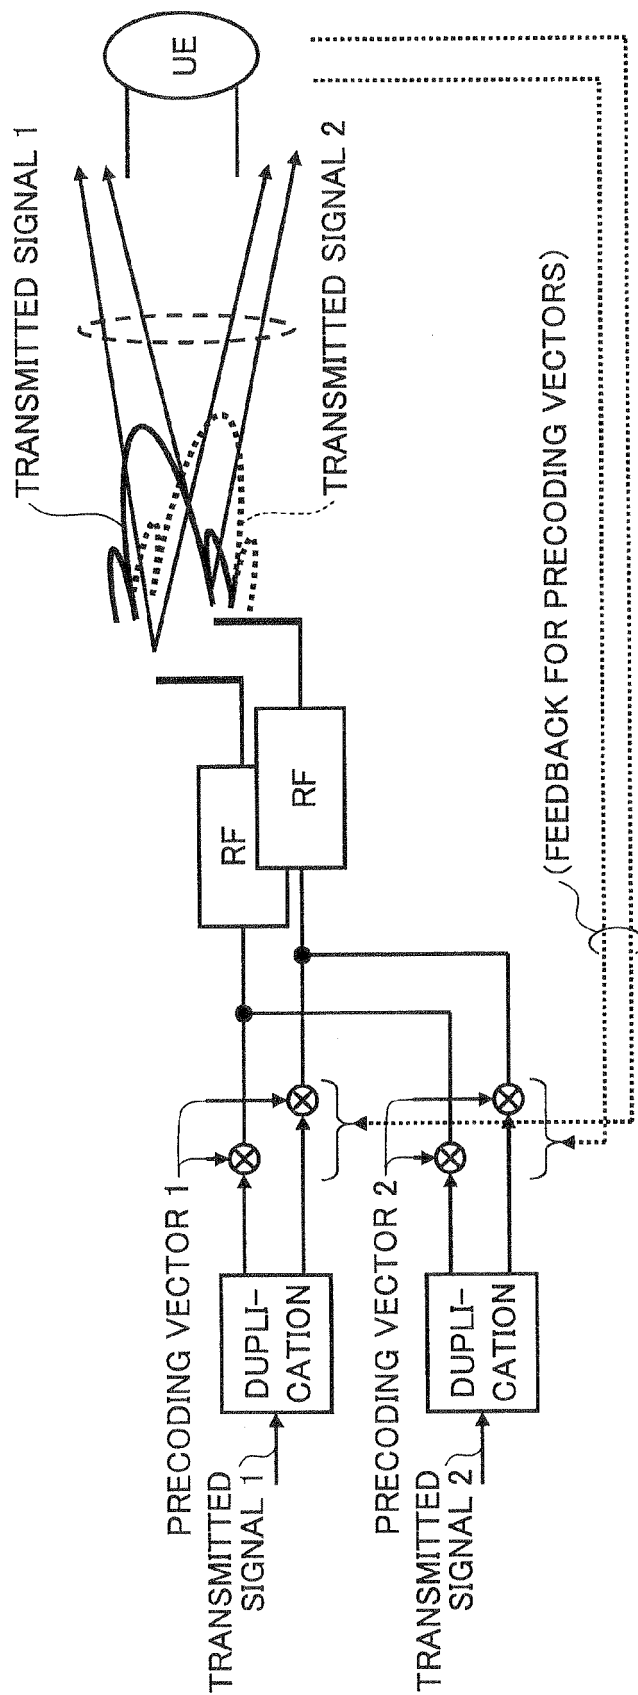 TRANSMITTED
SIGNAL 1
PRECODING VECTOR 1
DUPLI-
CATION
RF
RF
TRANSMITTED SIGNAL 1
TRANSMITTED SIGNAL 2
UE
TRANSMITTED
SIGNAL 2
PRECODING VECTOR 2
DUPLI-
CATION
(FEEDBACK FOR PRECODING VECTORS)